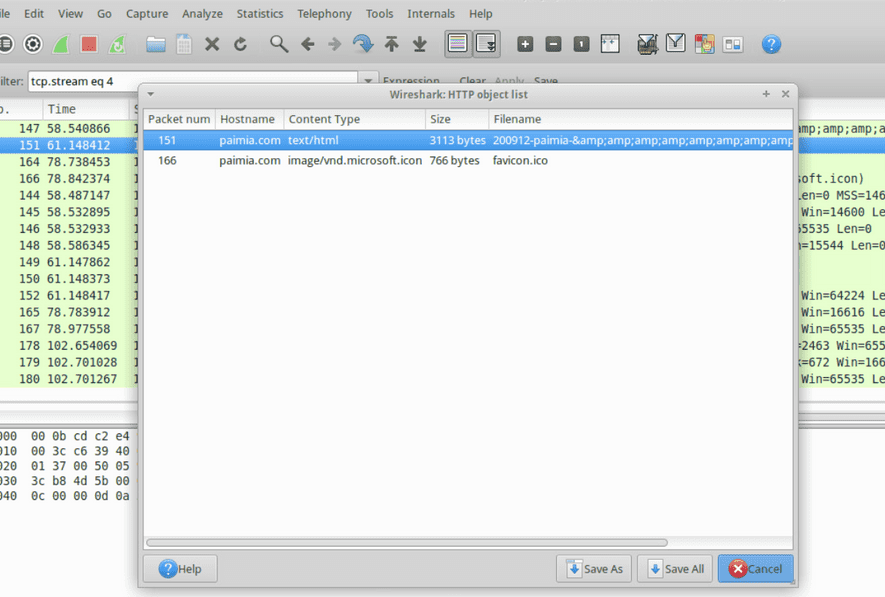 ile Edit View Go Capture Analyze Statistics Telephony Tools Internals Help
ilter: tcp.stream eq 4 Expression... Clear Apply Save
Wireshark: HTTP object list
o. Time
Packet num Hostname Content Type Size Filename
151 paimia.com text/html 3113 bytes 200912-paimia-&amp;amp;amp;amp;amp;amp;amp;amp
166 paimia.com image/vnd.microsoft.icon 766 bytes favicon.ico
147 58.540866 1 amp;amp;amp;a
151 61.148412 1
164 78.738453 1
166 78.842374 1 soft.icon)
144 58.487147 1 Len=0 MSS=146
145 58.532895 1 Win=14600 Le
146 58.532933 1 65535 Len=0
148 58.586345 1 n=15544 Len=0
149 61.147862 1
150 61.148373 1
152 61.148417 1 Win=64224 Le
165 78.783912 1 Win=16616 Le
167 78.977558 1 Win=65535 Le
178 102.654069 1 =2463 Win=655
179 102.701028 1 k=672 Win=166
180 102.701267 1 Win=65535 Le
000 00 0b cd c2 e4
010 00 3c c6 39 40
020 01 37 00 50 05
030 3c b8 4d 5b 00
040 0c 00 00 0d 0a
Help Save As Save All Cancel